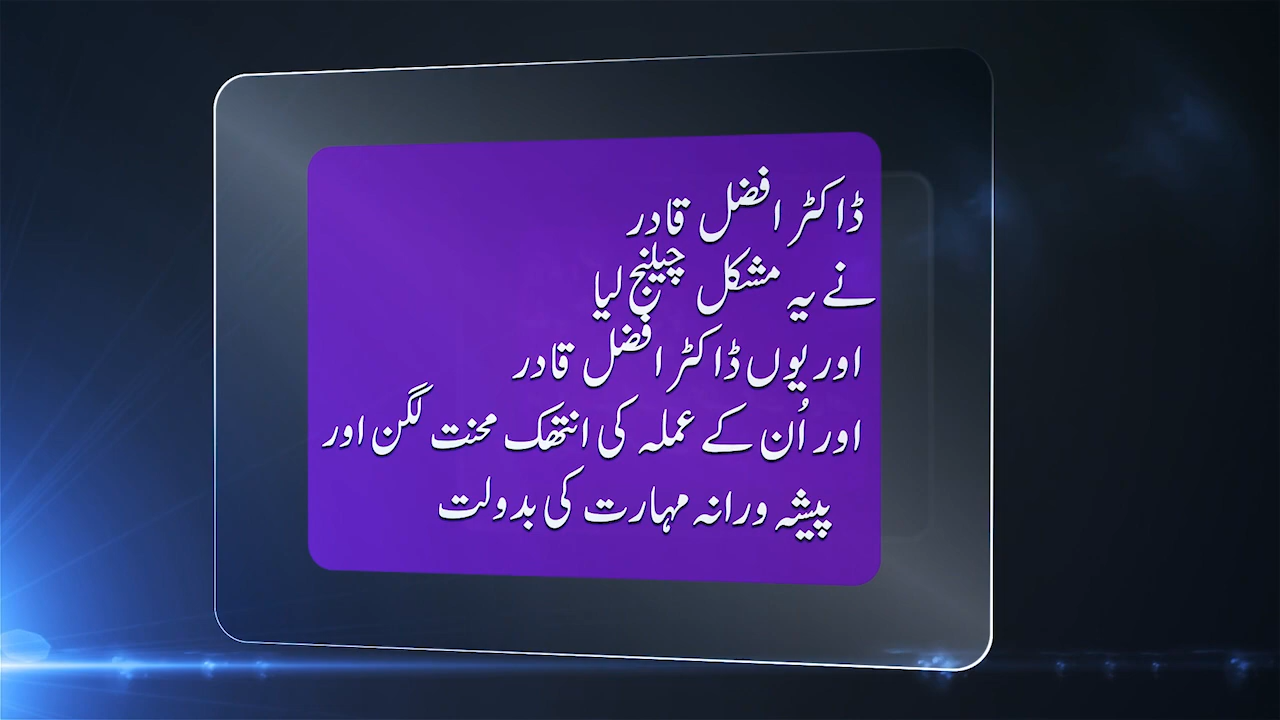 ڈاکٹر افضل قادر
نے یہ مشکل چیلنج لیا
اور یوں ڈاکٹر افضل قادر
اور اُن کے عملہ کی انتھک محنت لگن اور
پیشہ ورانہ مہارت کی بدولت